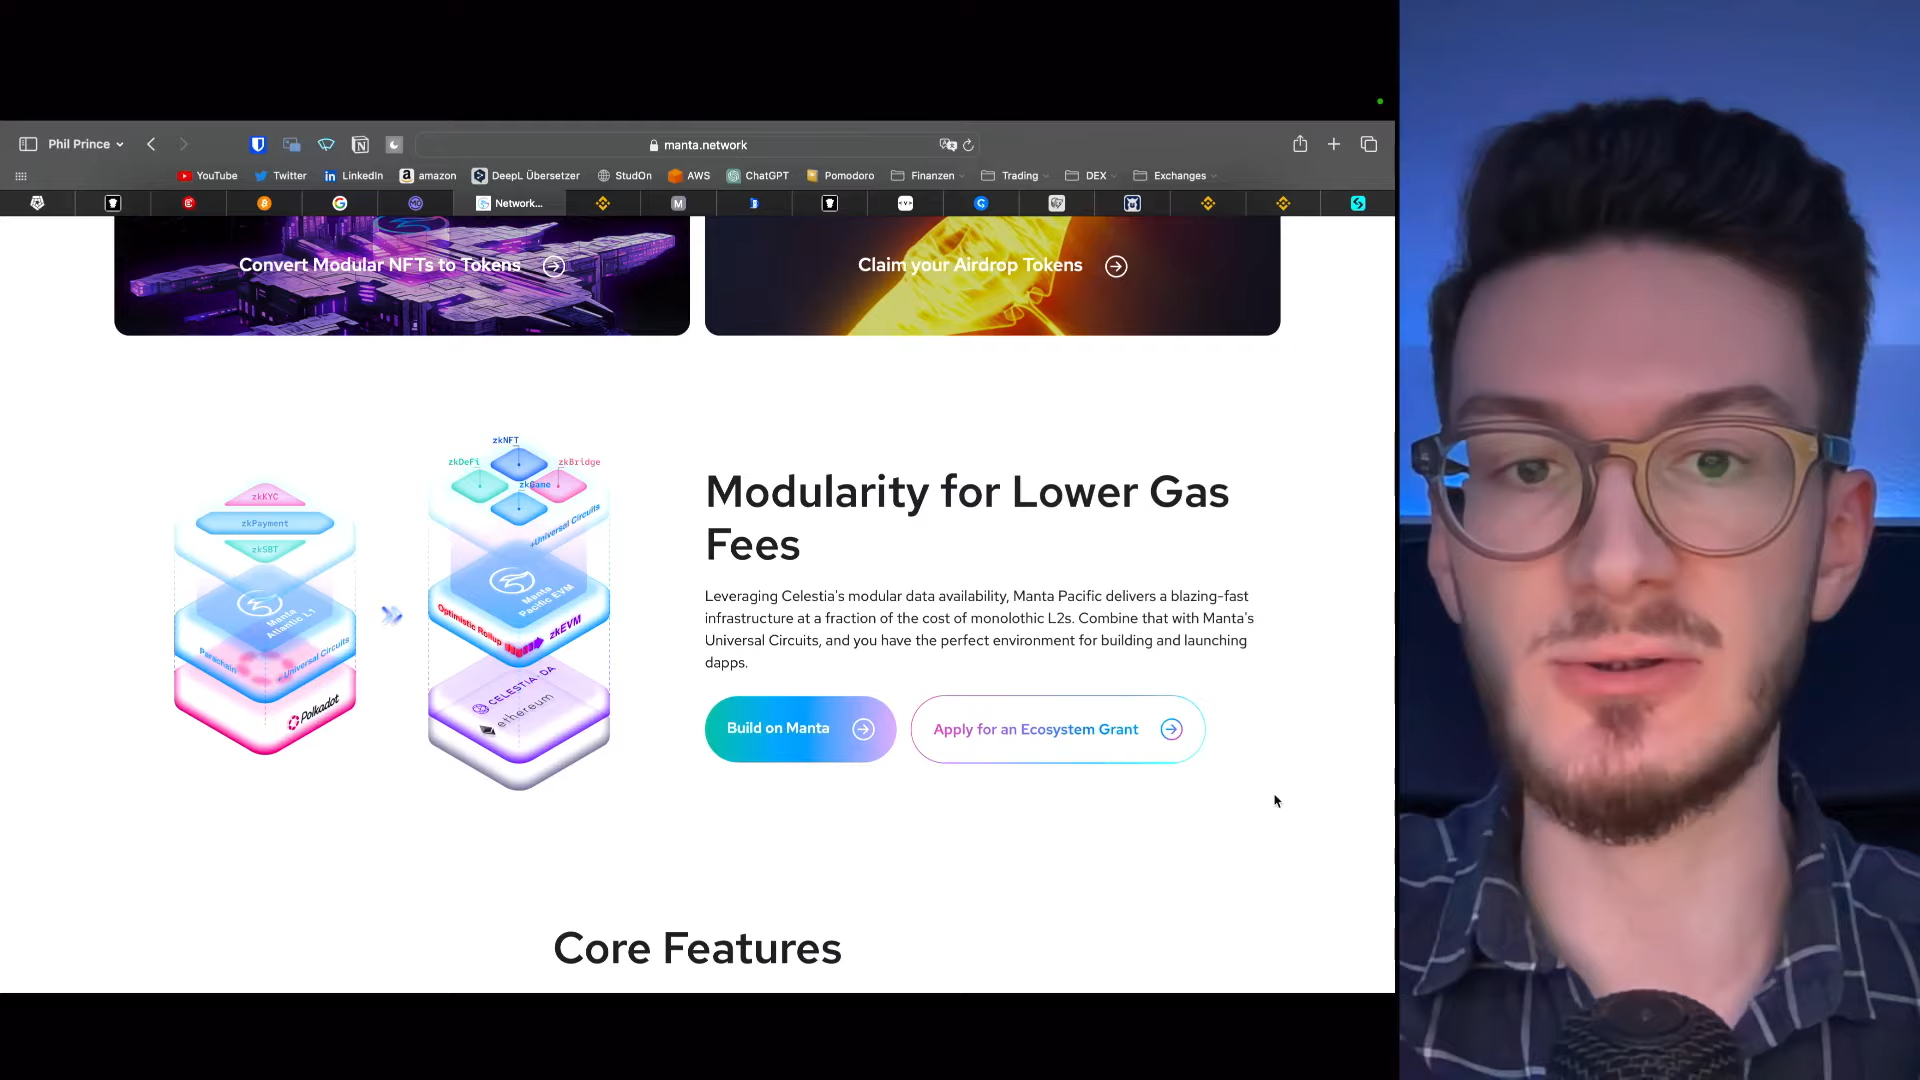 Phil Prince
manta.network
YouTube
Twitter
LinkedIn
amazon
DeepL Übersetzer
StudOn
AWS
ChatGPT
Pomodoro
Finanzen
Trading
DEX
Exchanges
Network...
Convert Modular NFTs to Tokens
Claim your Airdrop Tokens
zkKYC
zkPayment
zkSBT
Manta
Atlantic L1
Parachain
+Universal Circuits
Polkadot
zkNFT
zkDeFi
zkBridge
zkGame
+Universal Circuits
Manta
Pacific EVM
Optimistic Rollup
zkEVM
CELESTIA·DA
ethereum
Modularity for Lower Gas
Fees
Leveraging Celestia's modular data availability, Manta Pacific delivers a blazing-fast
infrastructure at a fraction of the cost of monolothic L2s. Combine that with Manta's
Universal Circuits, and you have the perfect environment for building and launching
dapps.
Build on Manta
Apply for an Ecosystem Grant
Core Features